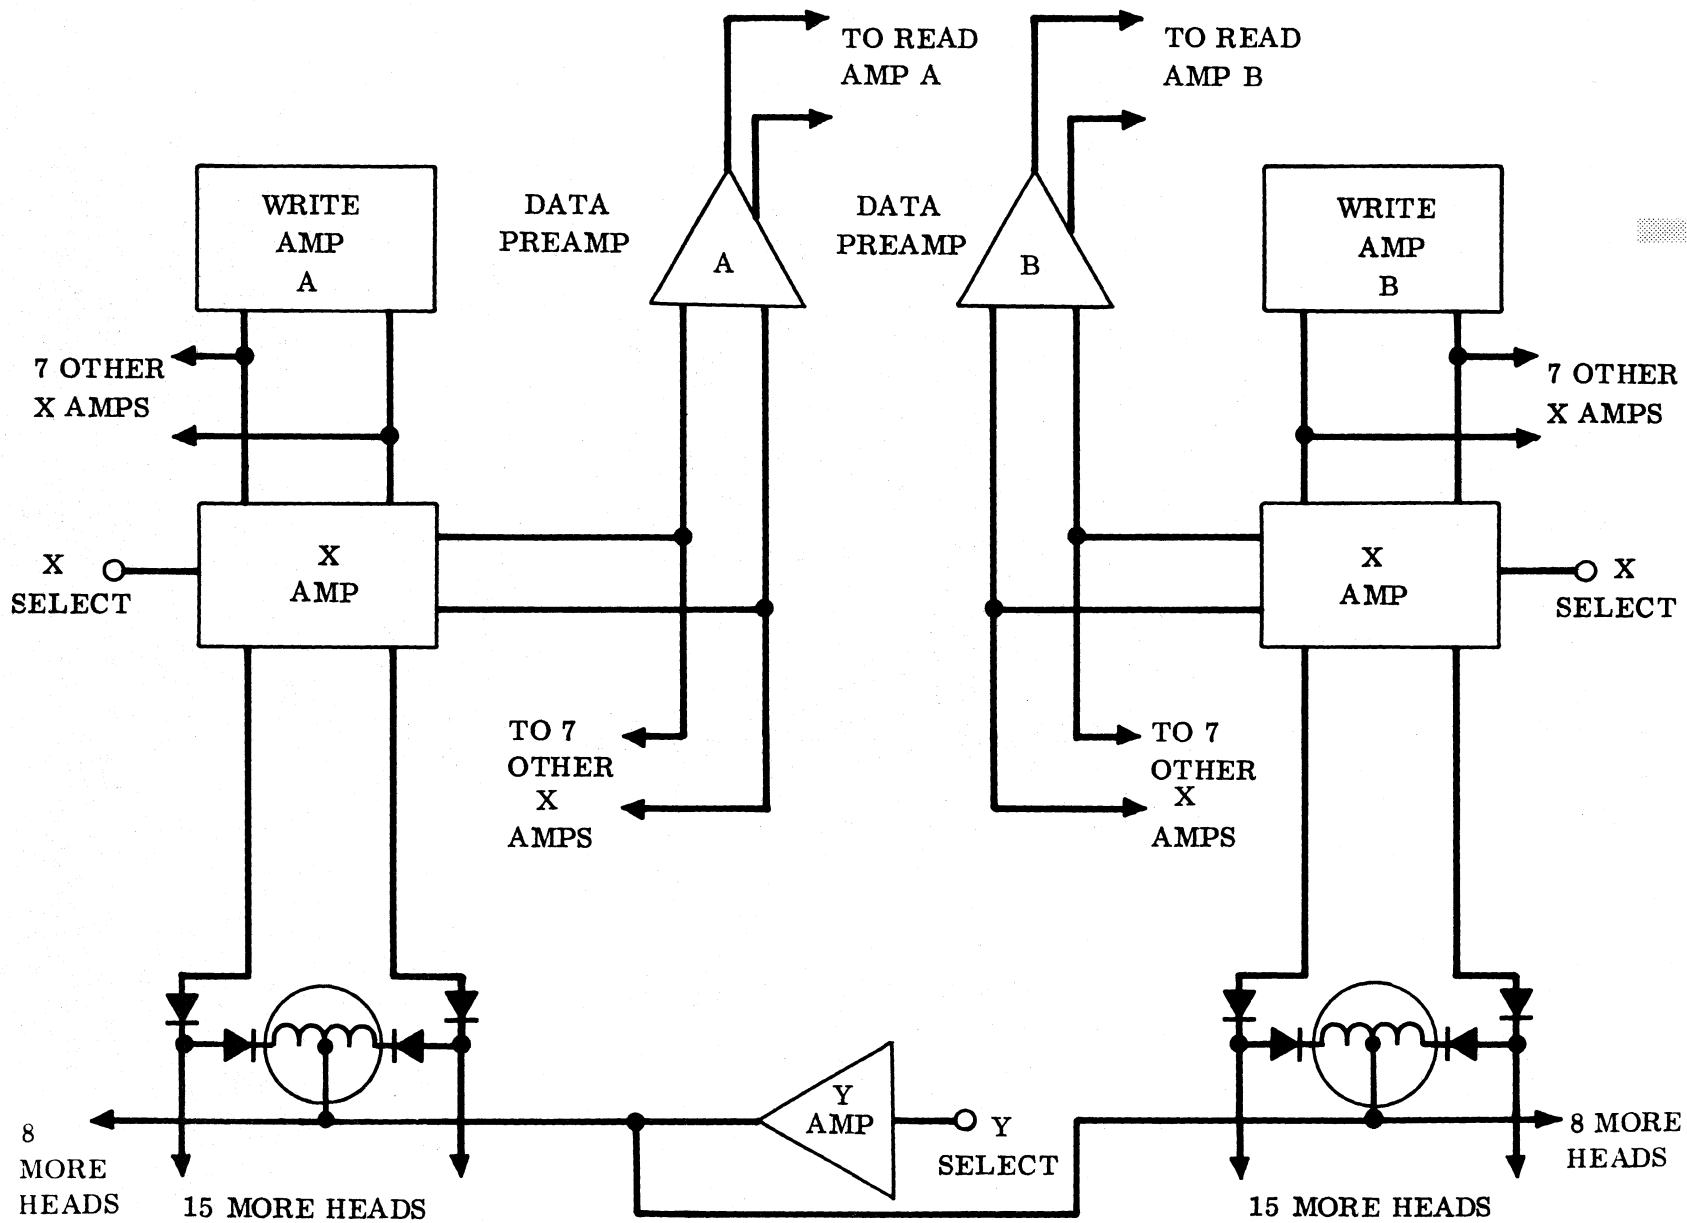 TO READ
AMP A
TO READ
AMP B
WRITE
AMP
A
DATA
PREAMP
A
DATA
PREAMP
B
WRITE
AMP
B
7 OTHER
X AMPS
7 OTHER
X AMPS
X
SELECT
X
AMP
X
AMP
X
SELECT
TO 7
OTHER
X
AMPS
TO 7
OTHER
X
AMPS
8
MORE
HEADS
15 MORE HEADS
Y
AMP
Y
SELECT
8 MORE
HEADS
15 MORE HEADS